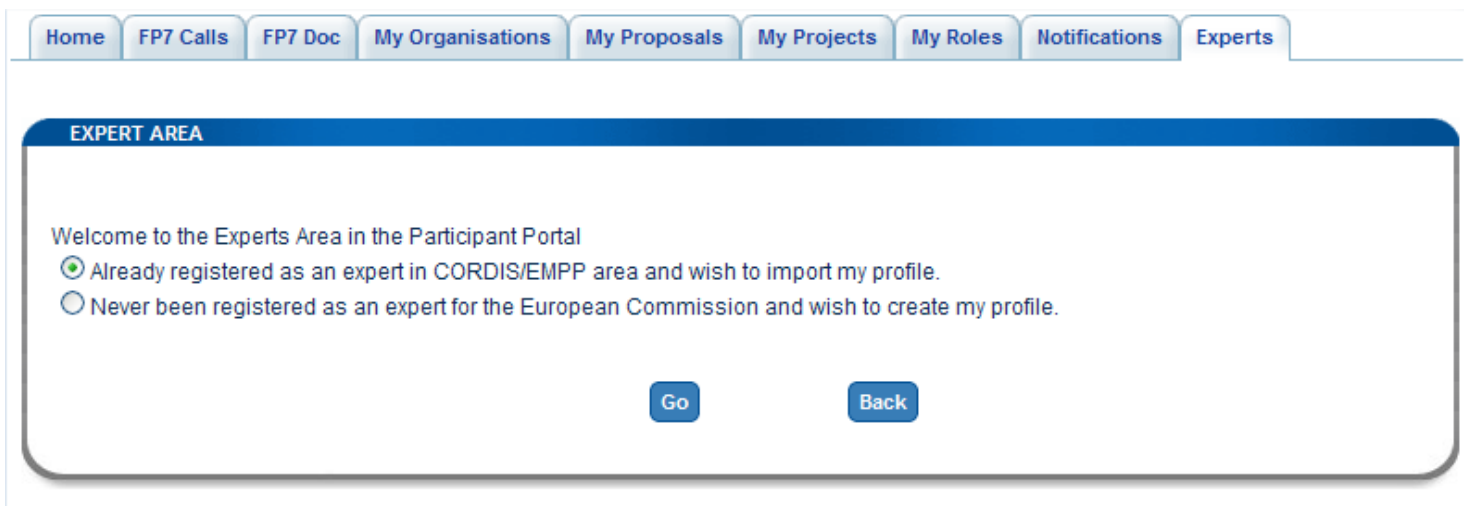 Home FP7 Calls FP7 Doc My Organisations My Proposals My Projects My Roles Notifications Experts
EXPERT AREA
Welcome to the Experts Area in the Participant Portal
Already registered as an expert in CORDIS/EMPP area and wish to import my profile.
Never been registered as an expert for the European Commission and wish to create my profile.
Go Back